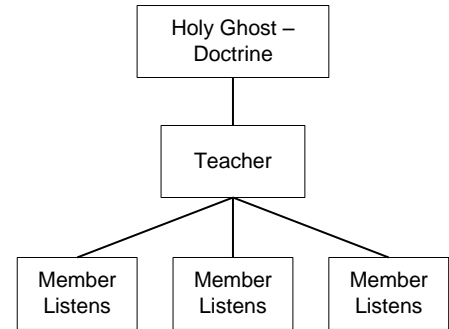 Holy Ghost –
Doctrine
Teacher
Member
Listens
Member
Listens
Member
Listens